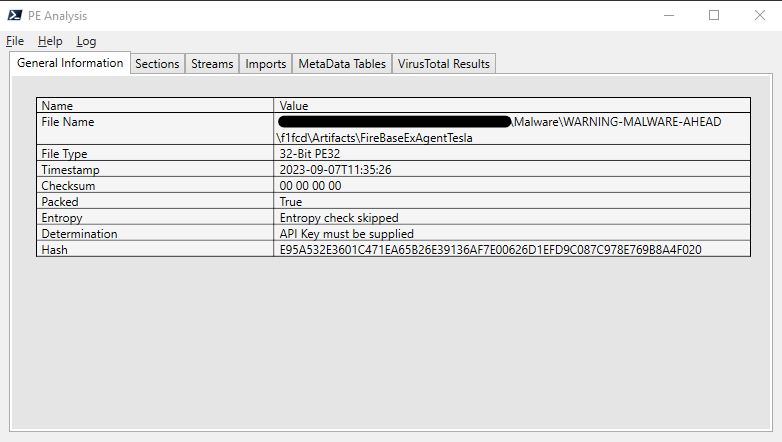 PE Analysis
File Help Log
General Information Sections Streams Imports MetaData Tables VirusTotal Results
Name Value
File Name \Malware\WARNING-MALWARE-AHEAD
\f1fcd\Artifacts\FireBaseExAgentTesla
File Type 32-Bit PE32
Timestamp 2023-09-07T11:35:26
Checksum 00 00 00 00
Packed True
Entropy Entropy check skipped
Determination API Key must be supplied
Hash E95A532E3601C471EA65B26E39136AF7E00626D1EFD9C087C978E769B8A4F020